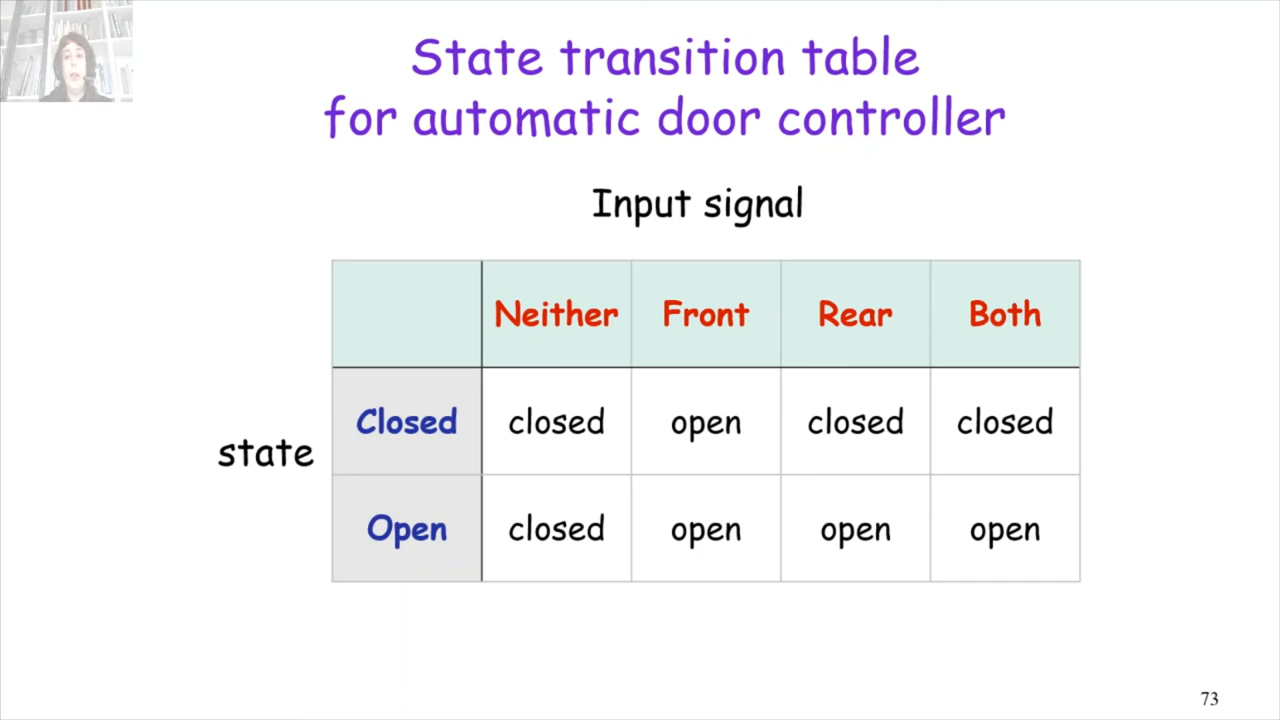 State transition table
for automatic door controller
Input signal
Neither Front Rear Both
Closed closed open closed closed
state
Open closed open open open
73